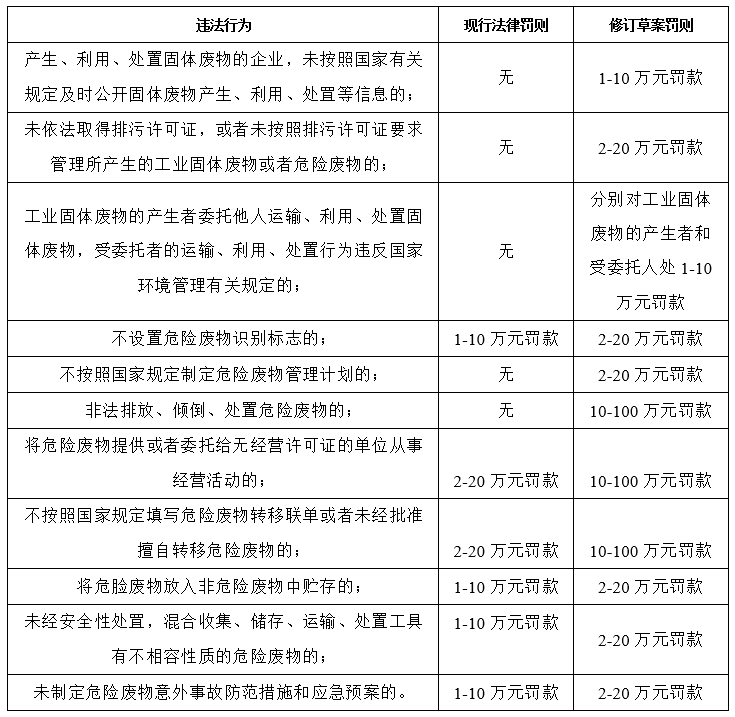 违法行为 现行法律罚则 修订草案罚则
产生、利用、处置固体废物的企业，未按照国家有关
规定及时公开固体废物产生、利用、处置等信息的；
无
1-10 万元罚款
未依法取得排污许可证，或者未按照排污许可证要求
管理所产生的工业固体废物或者危险废物的；
无
2-20 万元罚款
工业固体废物的产生者委托他人运输、利用、处置固
体废物，受委托者的运输、利用、处置行为违反国家
环境管理有关规定的；
无
分别对工业固体
废物的产生者和
受委托人处 1-10
万元罚款
不设置危险废物识别标志的； 1-10 万元罚款 2-20 万元罚款
不按照国家规定制定危险废物管理计划的； 无 2-20 万元罚款
非法排放、倾倒、处置危险废物的； 无 10-100 万元罚款
将危险废物提供或者委托给无经营许可证的单位从事
经营活动的；
2-20 万元罚款
10-100 万元罚款
不按照国家规定填写危险废物转移联单或者未经批准
擅自转移危险废物的；
2-20 万元罚款
10-100 万元罚款
将危脸废物放入非危险废物中贮存的； 1-10 万元罚款 2-20 万元罚款
未经安全性处置，混合收集、储存、运输、处置工具
有不相容性质的危险废物的；
1-10 万元罚款
2-20 万元罚款
未制定危险废物意外事故防范措施和应急预案的。 1-10 万元罚款 2-20 万元罚款